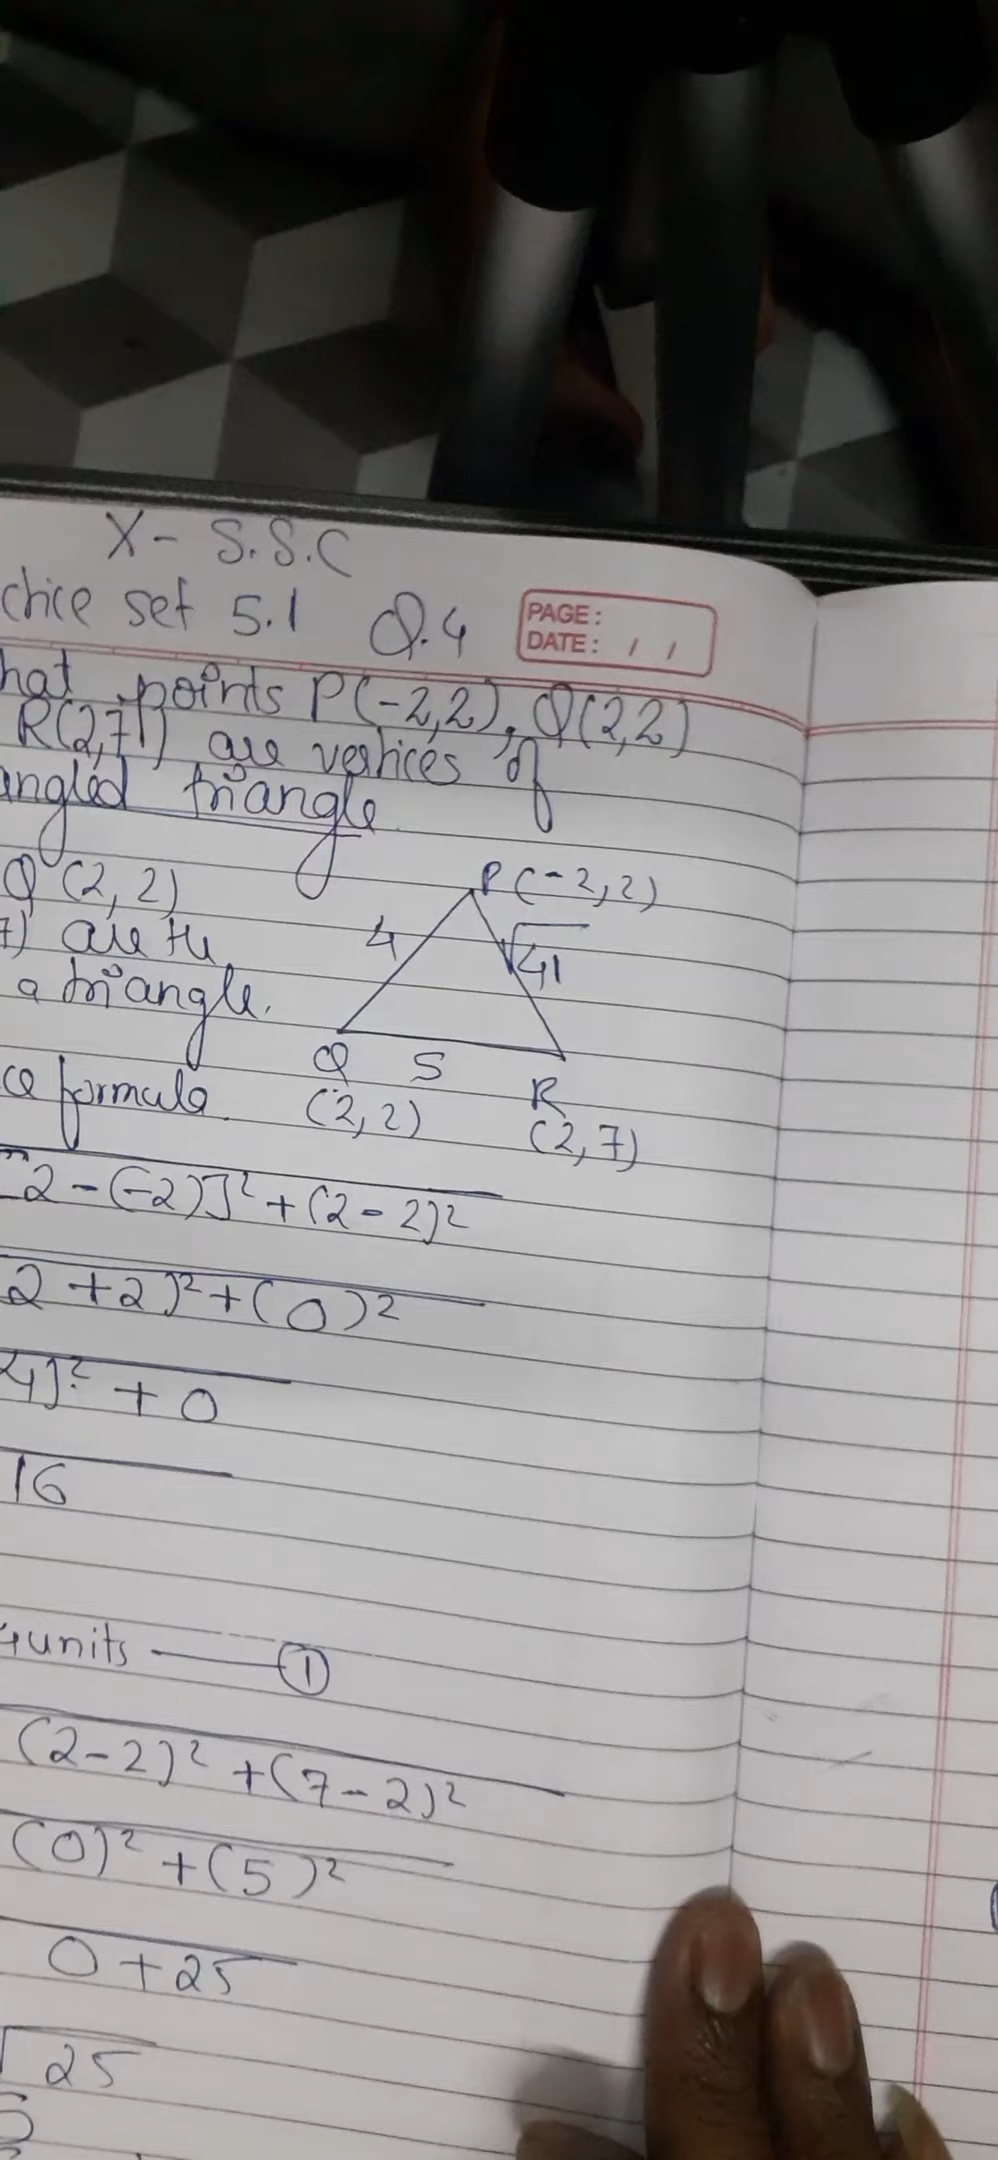 X- S.S.C
ctice set 5.1 Q.4
PAGE:
DATE: / /
hat points P(-2,2), Q(2,2)
R(2,7) are vertices of
angled triangle
Q (2, 2)
7) are the
a triangle.
P(-2,2)
4
√41
Q 5 R
(2,2) (2,7)
ce formula
2-(-2)]²+(2-2)²
2+2]²+(0)²
4]² + 0
16
4units — ①
(2-2)² +(7-2)²
(0)² +(5)²
0+25
√25
5